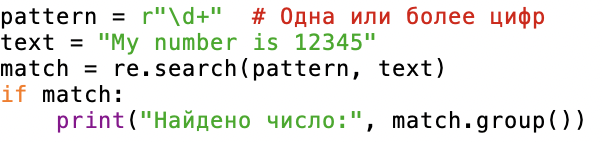 pattern = r"\d+"  # Одна или более цифр
text = "My number is 12345"
match = re.search(pattern, text)
if match:
    print("Найдено число:", match.group())